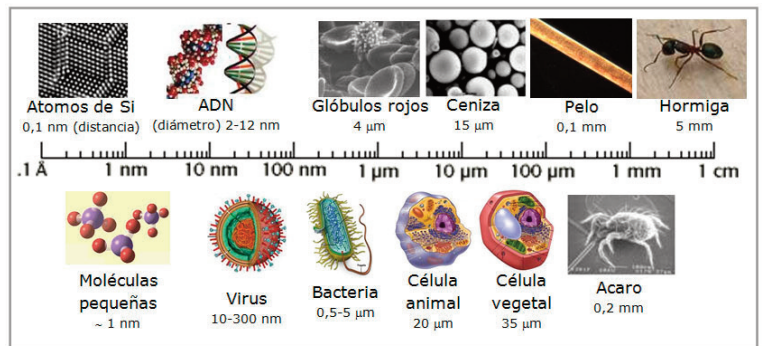 Atomos de Si
0,1 nm (distancia)
ADN
(diámetro) 2-12 nm
Glóbulos rojos
4 µm
Ceniza
15 µm
Pelo
0,1 mm
Hormiga
5 mm
.1 Å 1 nm 10 nm 100 nm 1 µm 10 µm 100 µm 1 mm 1 cm
Moléculas
pequeñas
~ 1 nm
Virus
10-300 nm
Bacteria
0,5-5 µm
Célula
animal
20 µm
Célula
vegetal
35 µm
Acaro
0,2 mm